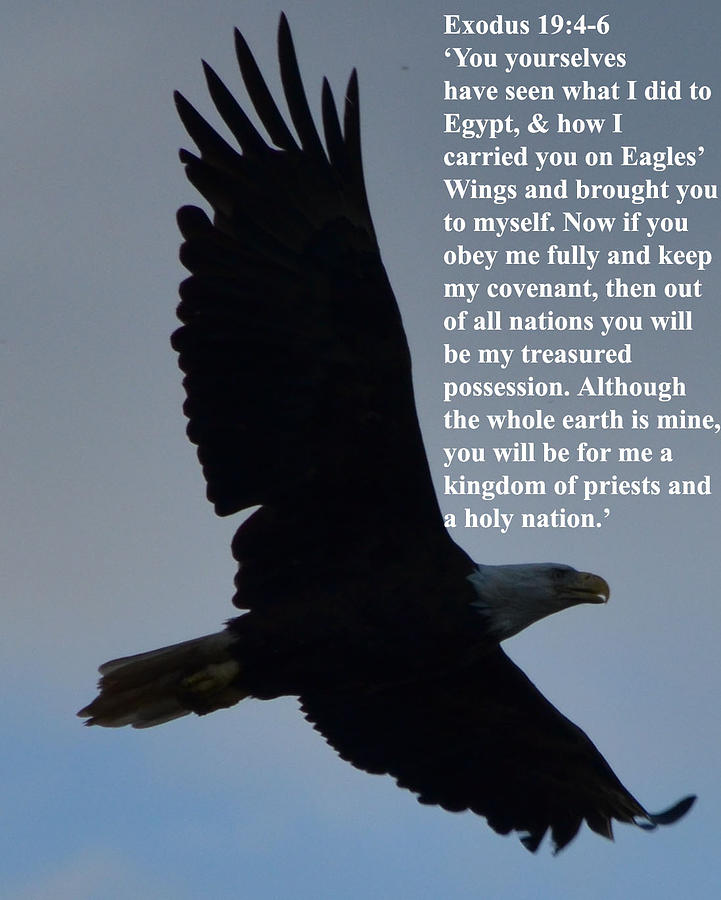 Exodus 19:4-6
‘You yourselves
have seen what I did to
Egypt, & how I
carried you on Eagles’
Wings and brought you
to myself. Now if you
obey me fully and keep
my covenant, then out
of all nations you will
be my treasured
possession. Although
the whole earth is mine,
you will be for me a
kingdom of priests and
a holy nation.’